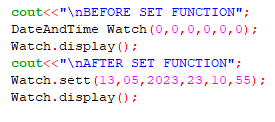 cout<<"\nBEFORE SET FUNCTION";
DateAndTime Watch(0,0,0,0,0,0);
Watch.display();
cout<<"\nAFTER SET FUNCTION";
Watch.sett(13,05,2023,23,10,55);
Watch.display();